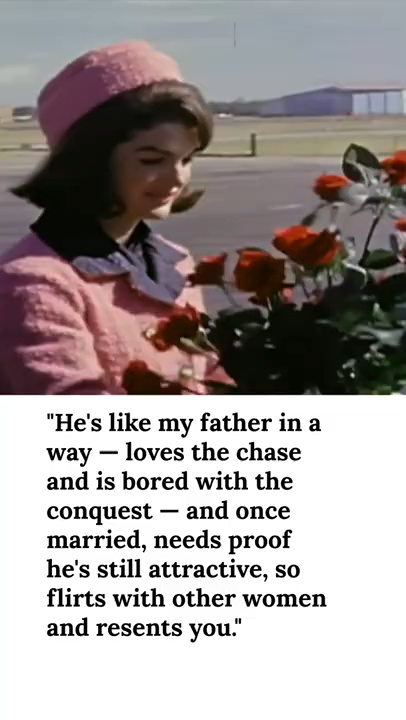 "He's like my father in a
way — loves the chase
and is bored with the
conquest — and once
married, needs proof
he's still attractive, so
flirts with other women
and resents you."